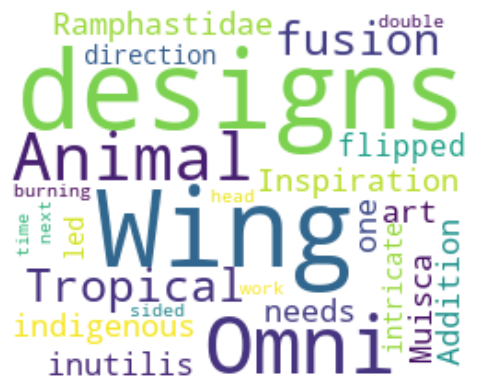 Ramphastidae
double
fusion
direction
designs
flipped
Animal
Inspiration
burning
head
Wing
one
art
time
next
led
intricate
Muisca
Addition
Tropical
work
sided
needs
indigenous
Omni
inutilis